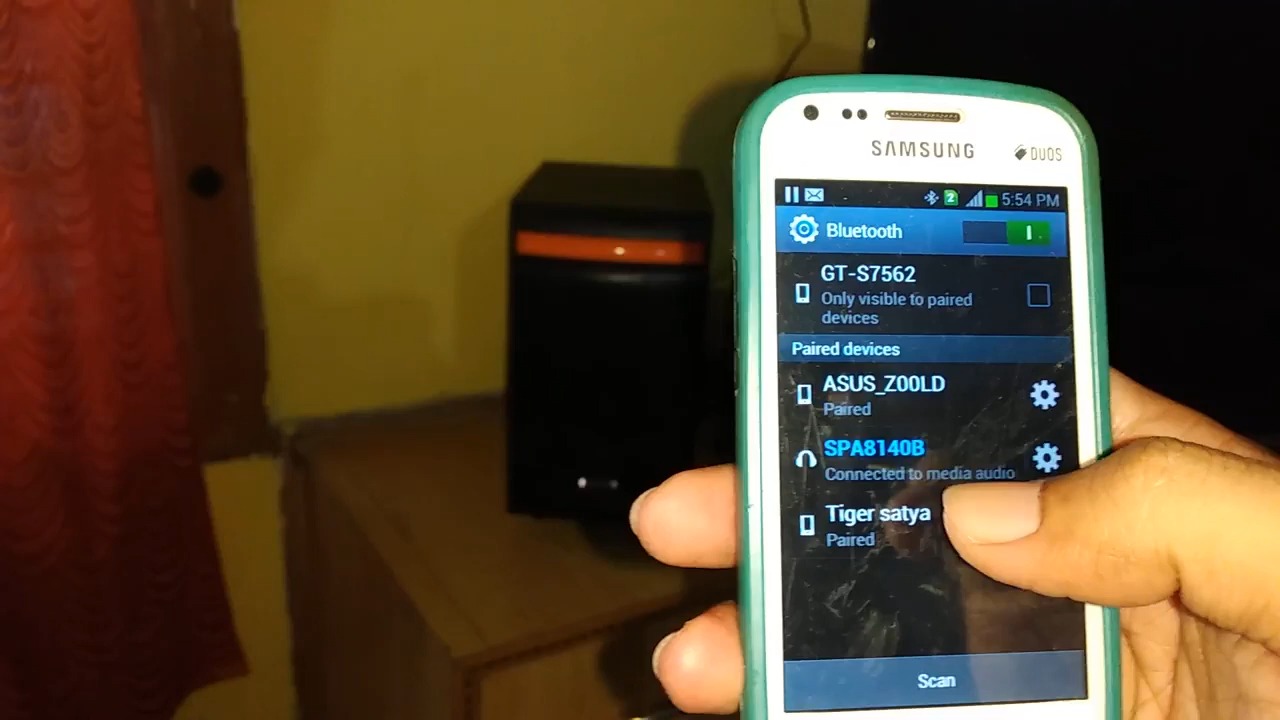 SAMSUNG
DUOS
2
5:54 PM
Bluetooth
GT-S7562
Only visible to paired
devices
Paired devices
ASUS_Z00LD
Paired
SPA8140B
Connected to media audio
Tiger satya
Paired
Scan